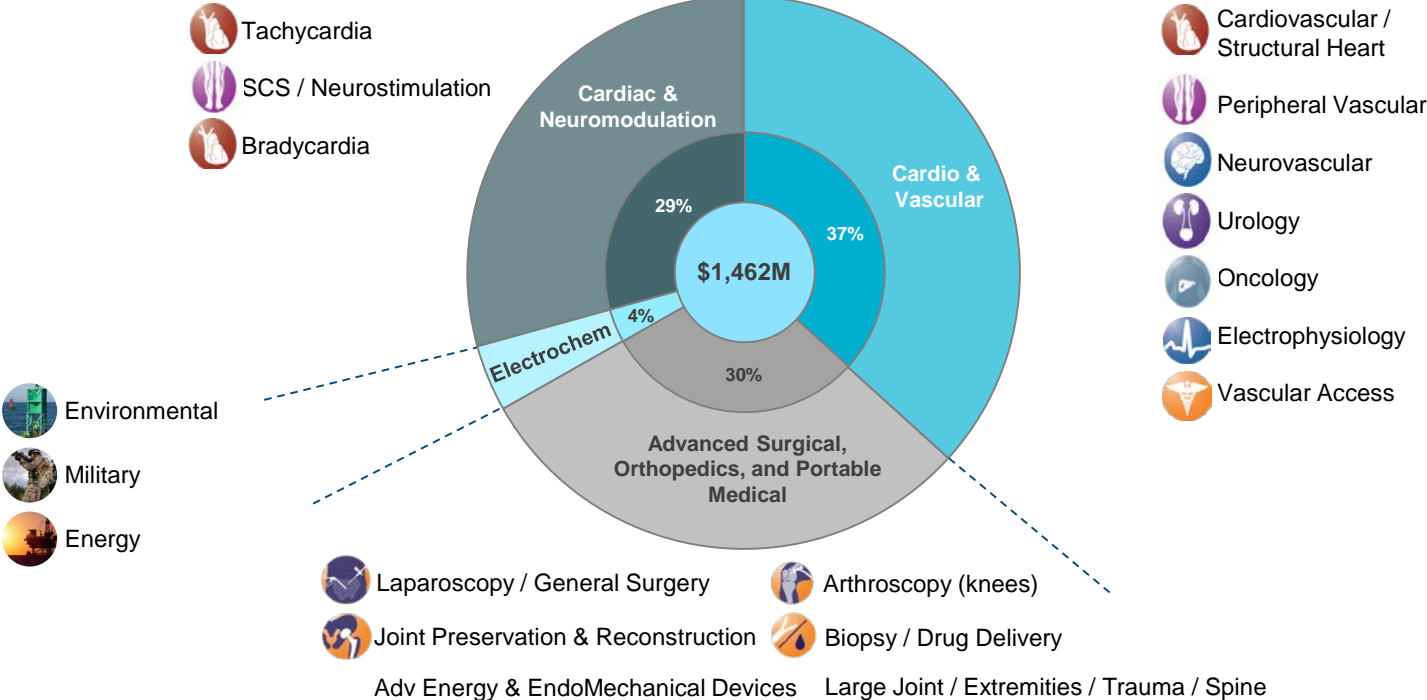 Tachycardia
SCS / Neurostimulation
Bradycardia
Cardiac &
Neuromodulation
29%
Cardio &
Vascular
37%
$1,462M
4%
Electrochem
30%
Advanced Surgical,
Orthopedics, and Portable
Medical
Cardiovascular /
Structural Heart
Peripheral Vascular
Neurovascular
Urology
Oncology
Electrophysiology
Vascular Access
Environmental
Military
Energy
Laparoscopy / General Surgery
Arthroscopy (knees)
Joint Preservation & Reconstruction
Biopsy / Drug Delivery
Adv Energy & EndoMechanical Devices
Large Joint / Extremities / Trauma / Spine